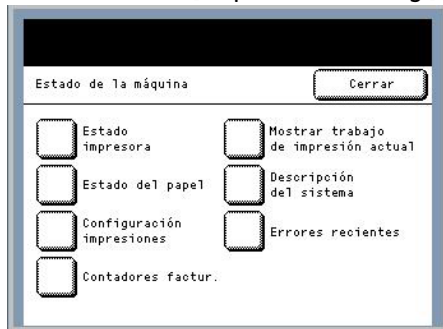 Estado de la máquina
Cerrar
Estado
impresora
Mostrar trabajo
de impresión actual
Estado del papel
Descripción
del sistema
Configuración
impresiones
Errores recientes
Contadores factur.